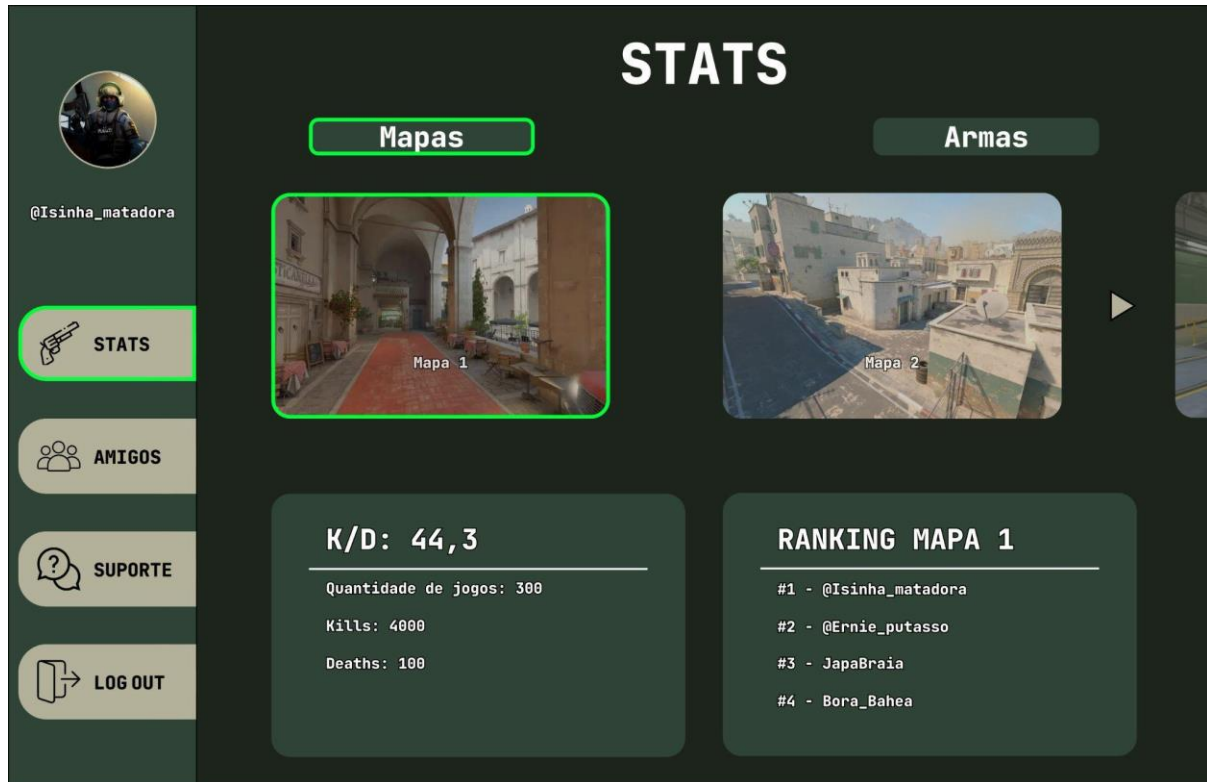 STATS
Mapas
Armas
@Isinha_matadora
Mapa 1
Mapa 2
STATS
AMIGOS
SUPORTE
LOG OUT
K/D: 44,3
Quantidade de jogos: 300
Kills: 4000
Deaths: 100
RANKING MAPA 1
#1 - @Isinha_matadora
#2 - @Ernie_putasso
#3 - JapaBraia
#4 - Bora_Bahea